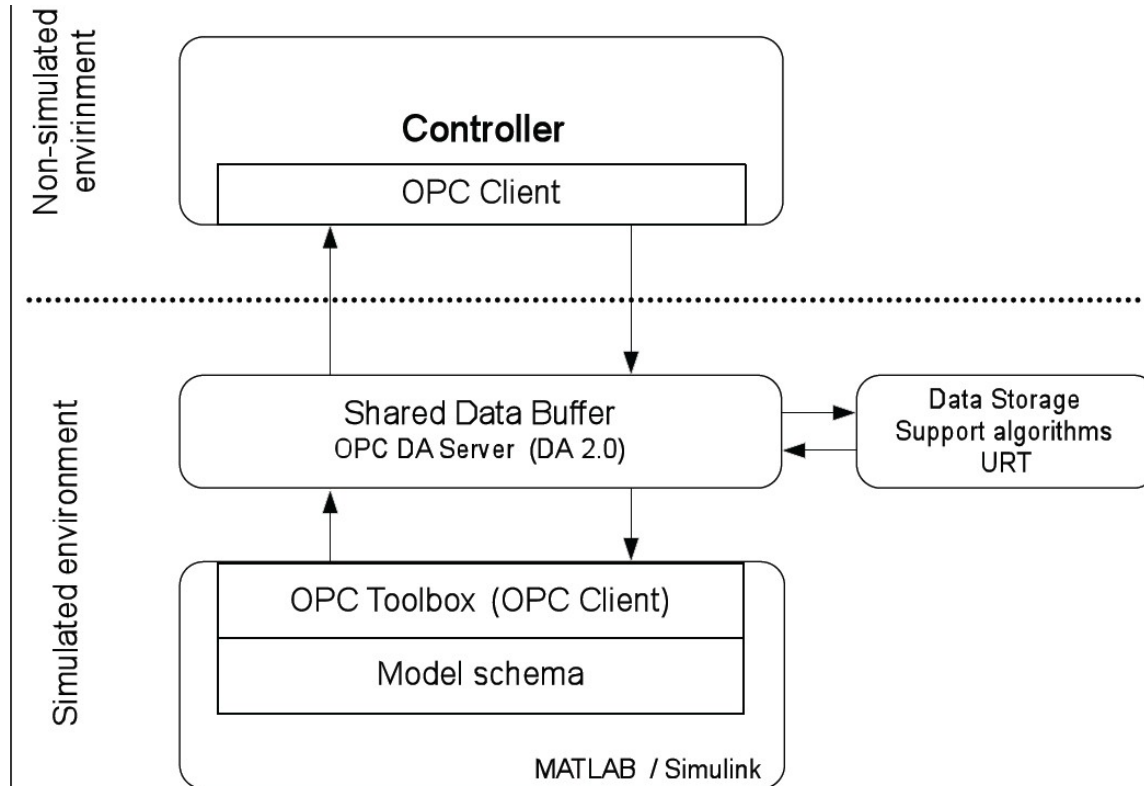 Non-simulated
envirinment
Controller
OPC Client
Simulated environment
Shared Data Buffer
OPC DA Server (DA 2.0)
Data Storage
Support algorithms
URT
OPC Toolbox (OPC Client)
Model schema
MATLAB / Simulink